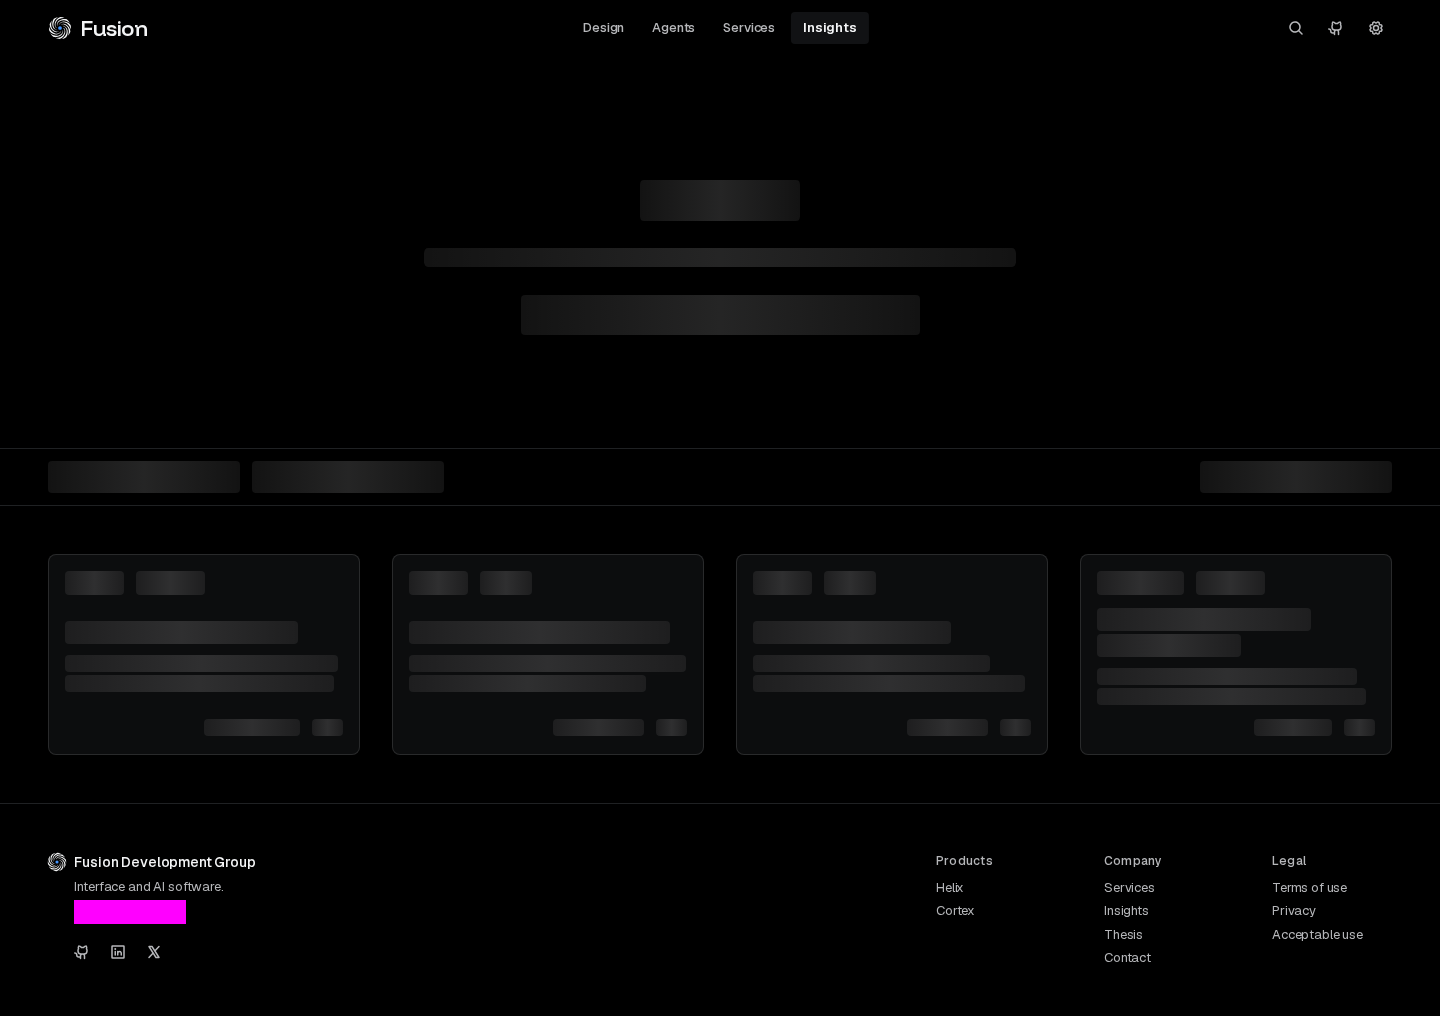 Fusion
Design
Agents
Services
Insights
Fusion Development Group
Interface and AI software.
Products
Helix
Cortex
Company
Services
Insights
Thesis
Contact
Legal
Terms of use
Privacy
Acceptable use